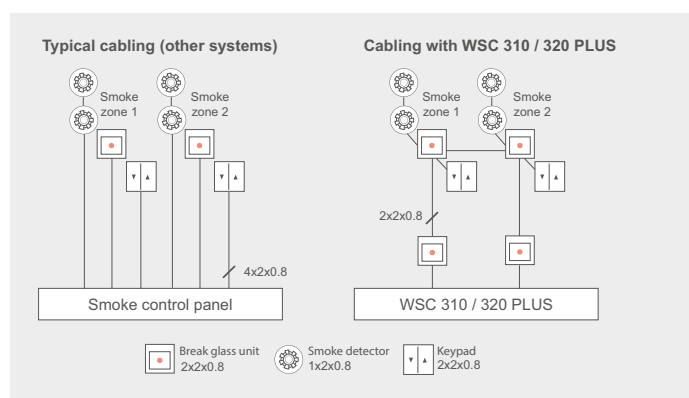 Typical cabling (other systems)
Smoke
zone 1
Smoke
zone 2
4x2x0.8
Smoke control panel
Cabling with WSC 310 / 320 PLUS
Smoke
zone 1
Smoke
zone 2
2x2x0.8
WSC 310 / 320 PLUS
Break glass unit
2x2x0.8
Smoke detector
1x2x0.8
Keypad
2x2x0.8